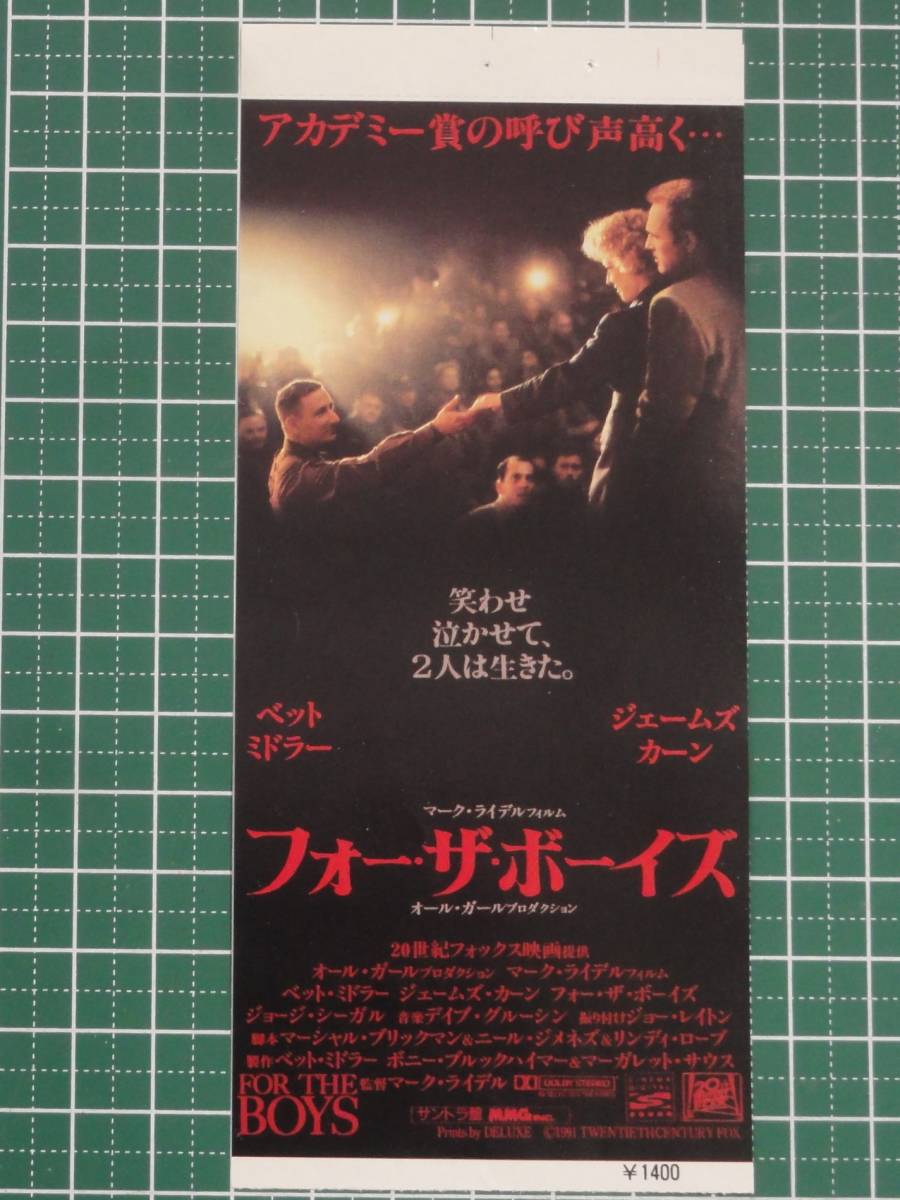 アカデミー賞の呼び声高く…
笑わせ
泣かせて、
2人は生きた。
ベット
ミドラー
ジェームズ
カーン
マーク・ライデルフィルム
フォー・ザ・ボーイズ
オール・ガールプロダクション
20世紀フォックス映画提供
オール・ガールプロダクション マーク・ライデルフィルム
ベット・ミドラー ジェームズ・カーン フォー・ザ・ボーイズ
ジョージ・シーガル 音楽デイブ・グルーシン 振り付けジョー・レイトン
脚本マーシャル・ブリックマン&ニール・ジメネズ&リンディ・ローブ
製作ベット・ミドラー ボニー・ブルックハイマー&マーガレット・サウス
監督マーク・ライデル DOLBY STEREO
FOR THE
BOYS
サントラ盤 MMG INC.
Prints by DELUXE ©1991 TWENTIETH CENTURY FOX
¥1400